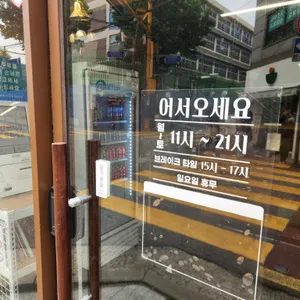 어서오세요
월
~
토
11시 ~ 21시
브레이크 타임 15시 ~ 17시
일요일 휴무